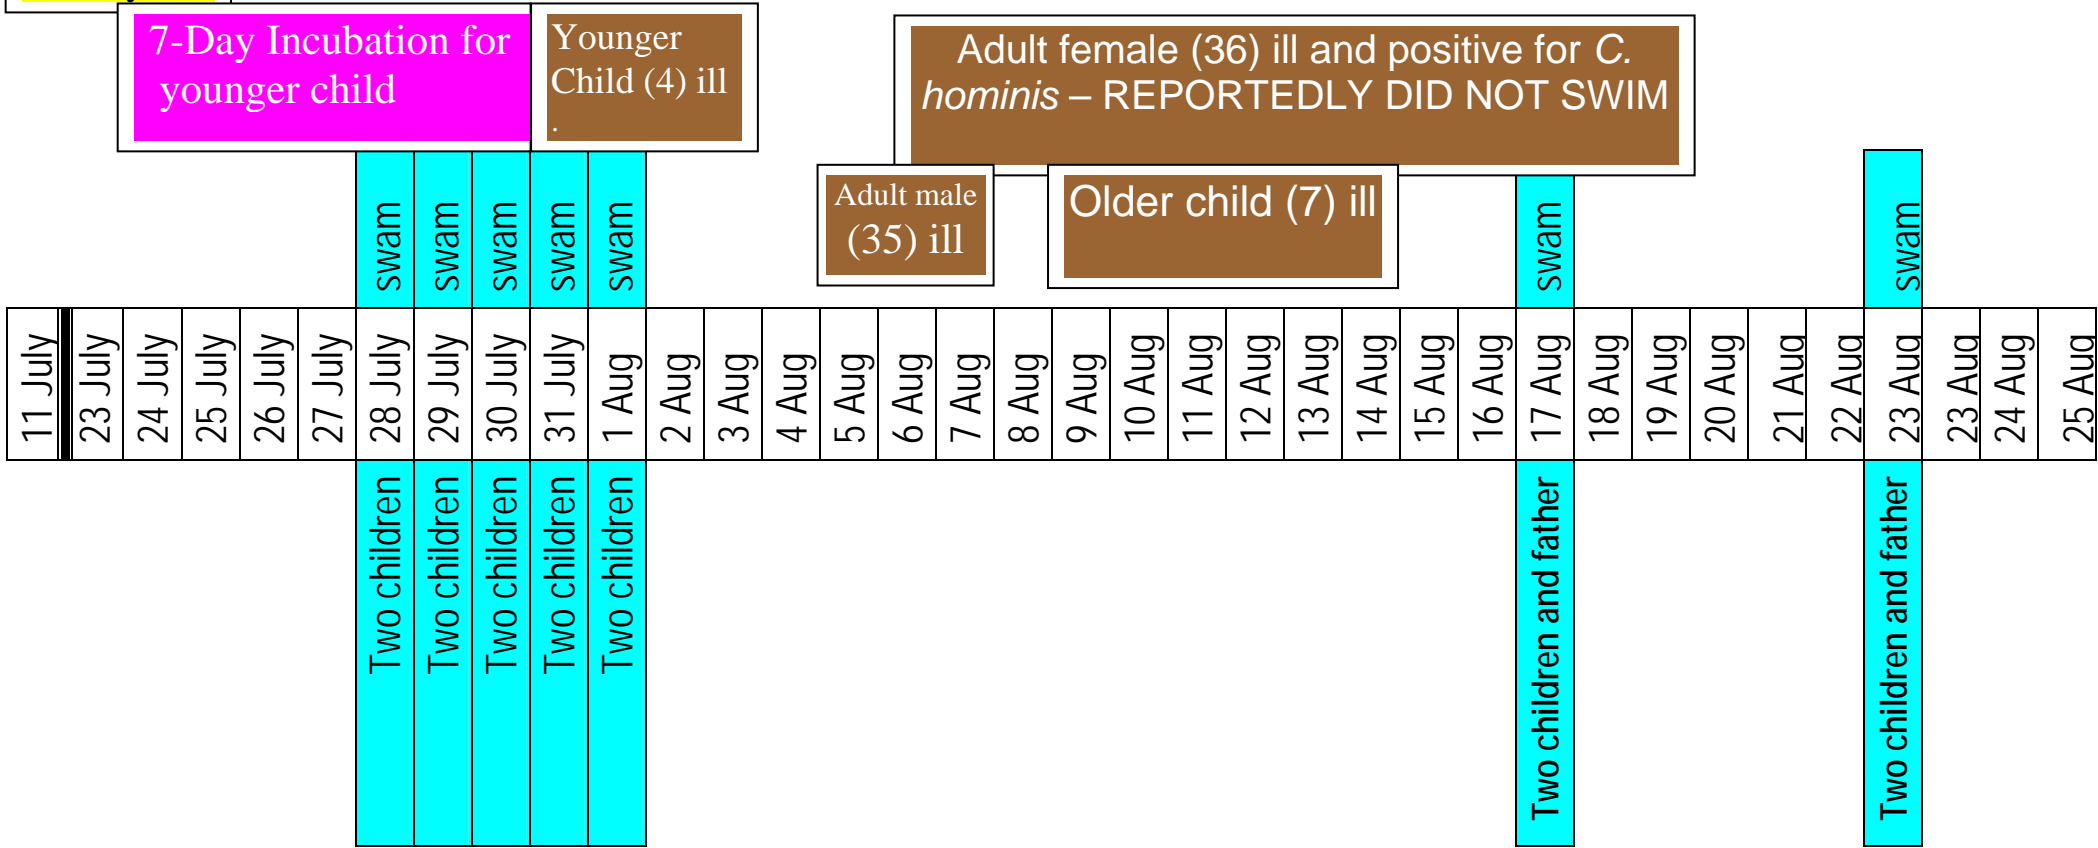 7-Day Incubation for
younger child
Younger
Child (4) ill
.
Adult female (36) ill and positive for C.
hominis – REPORTEDLY DID NOT SWIM
Adult male
(35) ill
Older child (7) ill
swam
swam
swam
swam
swam
swam
swam
11 July
23 July
24 July
25 July
26 July
27 July
28 July
29 July
30 July
31 July
1 Aug
2 Aug
3 Aug
4 Aug
5 Aug
6 Aug
7 Aug
8 Aug
9 Aug
10 Aug
11 Aug
12 Aug
13 Aug
14 Aug
15 Aug
16 Aug
17 Aug
18 Aug
19 Aug
20 Aug
21 Aug
22 Aug
23 Aug
23 Aug
24 Aug
25 Aug
Two children
Two children
Two children
Two children
Two children
Two children and father
Two children and father